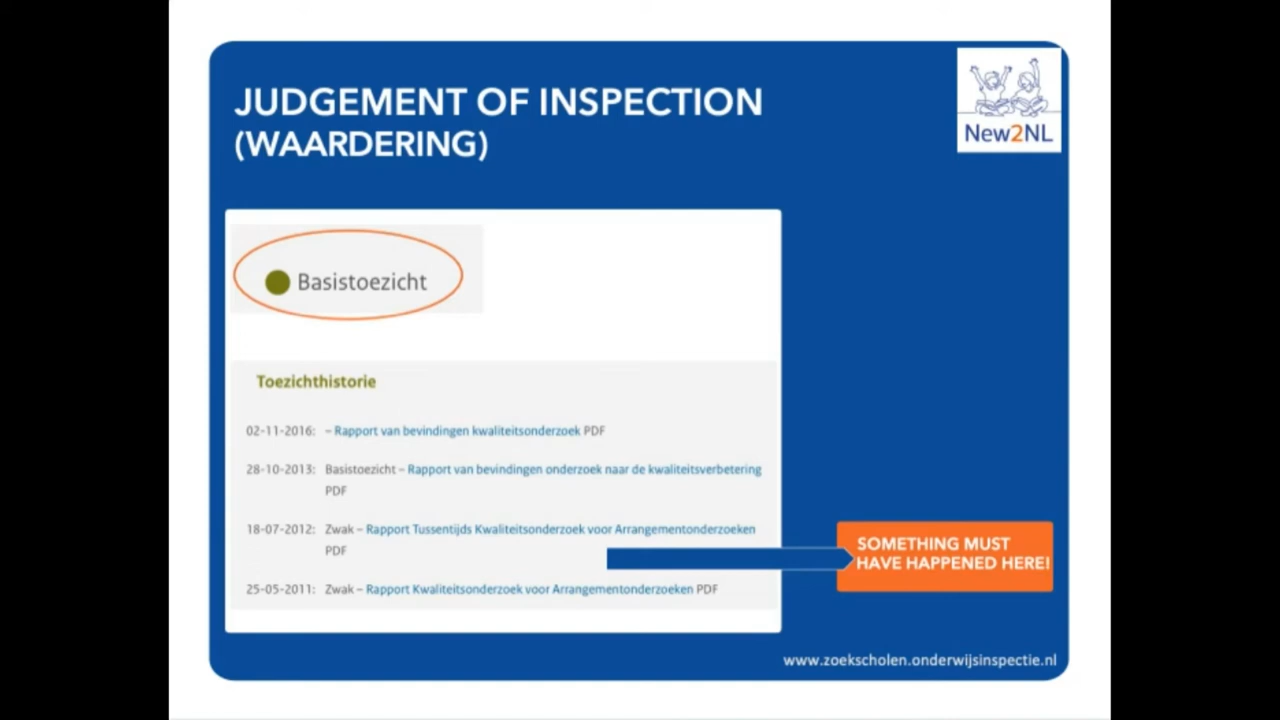 JUDGEMENT OF INSPECTION
(WAARDERING)
New2NL
Basistoezicht
Toezichthistorie
02-11-2016: – Rapport van bevindingen kwaliteitsonderzoek PDF
28-10-2013: Basistoezicht – Rapport van bevindingen onderzoek naar de kwaliteitsverbetering
PDF
18-07-2012: Zwak – Rapport Tussentijds Kwaliteitsonderzoek voor Arrangementonderzoeken
PDF
SOMETHING MUST
HAVE HAPPENED HERE!
25-05-2011: Zwak – Rapport Kwaliteitsonderzoek voor Arrangementonderzoeken PDF
www.zoekscholen.onderwijsinspectie.nl